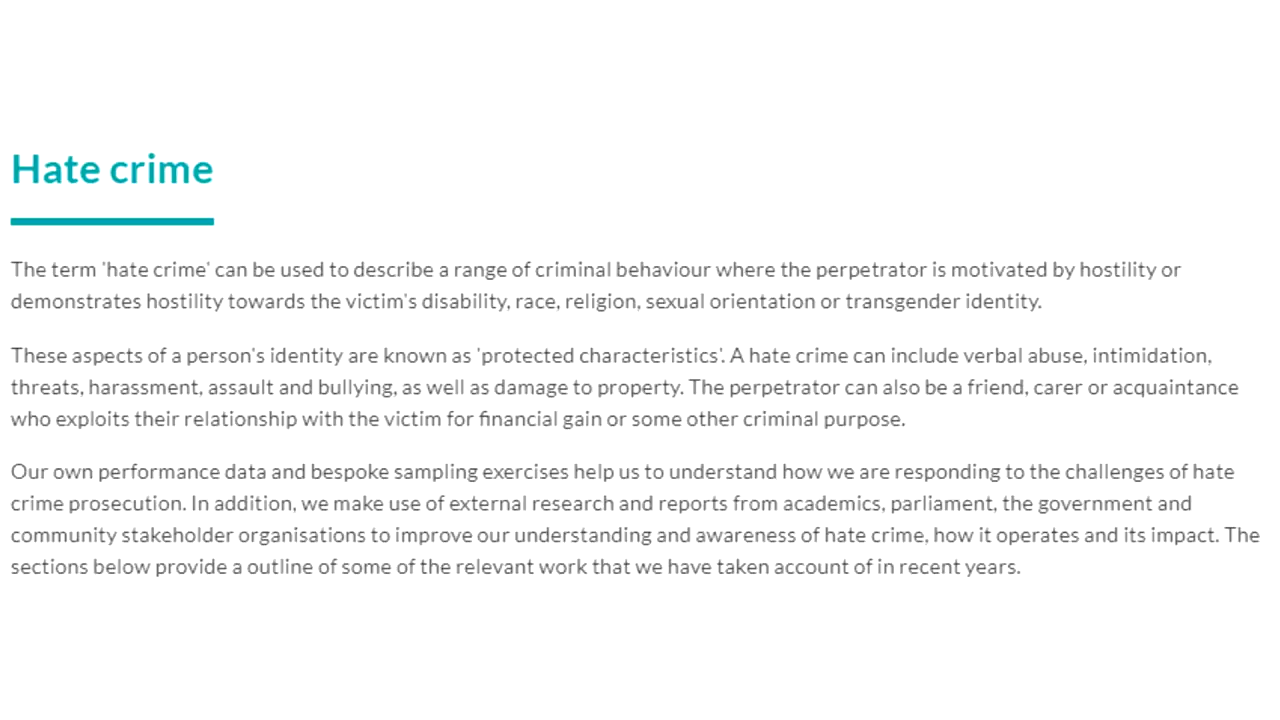 Hate crime
The term 'hate crime' can be used to describe a range of criminal behaviour where the perpetrator is motivated by hostility or
demonstrates hostility towards the victim's disability, race, religion, sexual orientation or transgender identity.
These aspects of a person's identity are known as 'protected characteristics'. A hate crime can include verbal abuse, intimidation,
threats, harassment, assault and bullying, as well as damage to property. The perpetrator can also be a friend, carer or acquaintance
who exploits their relationship with the victim for financial gain or some other criminal purpose.
Our own performance data and bespoke sampling exercises help us to understand how we are responding to the challenges of hate
crime prosecution. In addition, we make use of external research and reports from academics, parliament, the government and
community stakeholder organisations to improve our understanding and awareness of hate crime, how it operates and its impact. The
sections below provide a outline of some of the relevant work that we have taken account of in recent years.